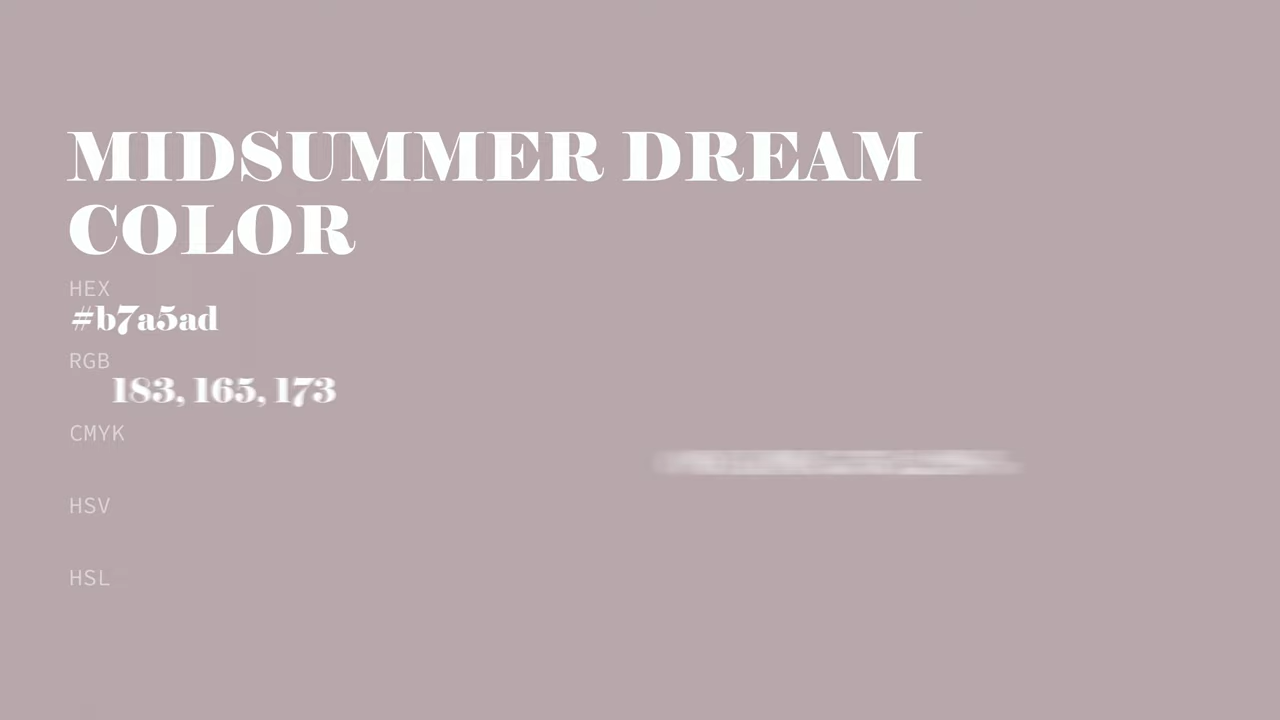 MIDSUMMER DREAM
COLOR
HEX
#b7a5ad
RGB
183, 165, 173
CMYK
HSV
HSL